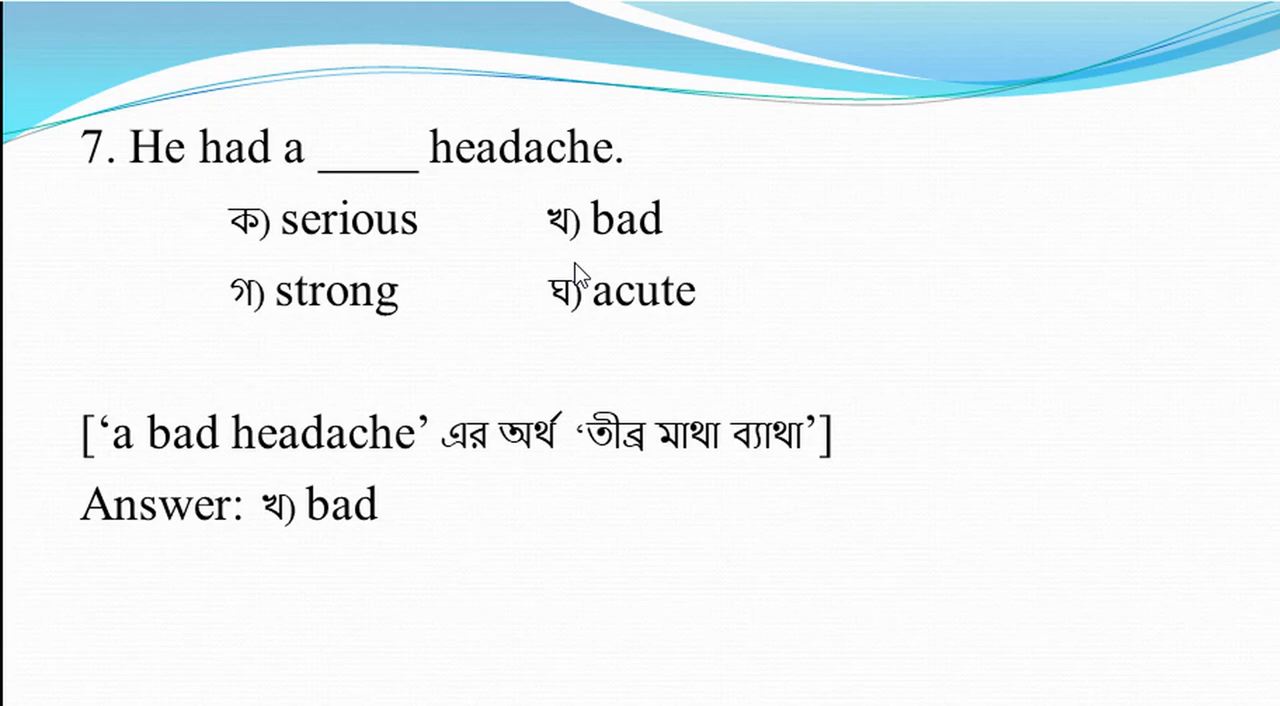 7. He had a ____ headache.
ক) serious খ) bad
গ) strong ঘ) acute
[‘a bad headache’ এর অর্থ ‘তীব্র মাথা ব্যাথা’]
Answer: খ) bad